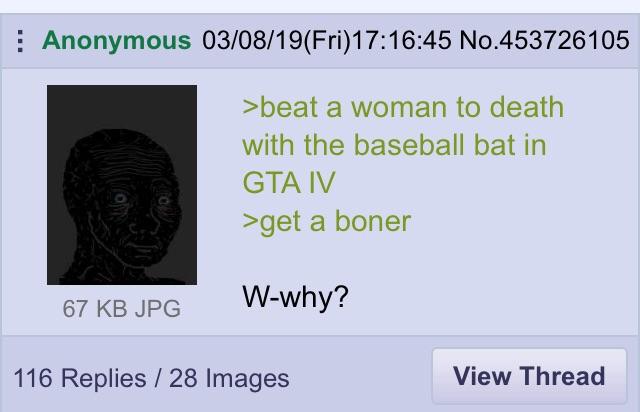 Anonymous 03/08/19(Fri)17:16:45 No.453726105
>beat a woman to death
with the baseball bat in
GTA IV
>get a boner
W-why?
67 KB JPG
116 Replies / 28 Images
View Thread